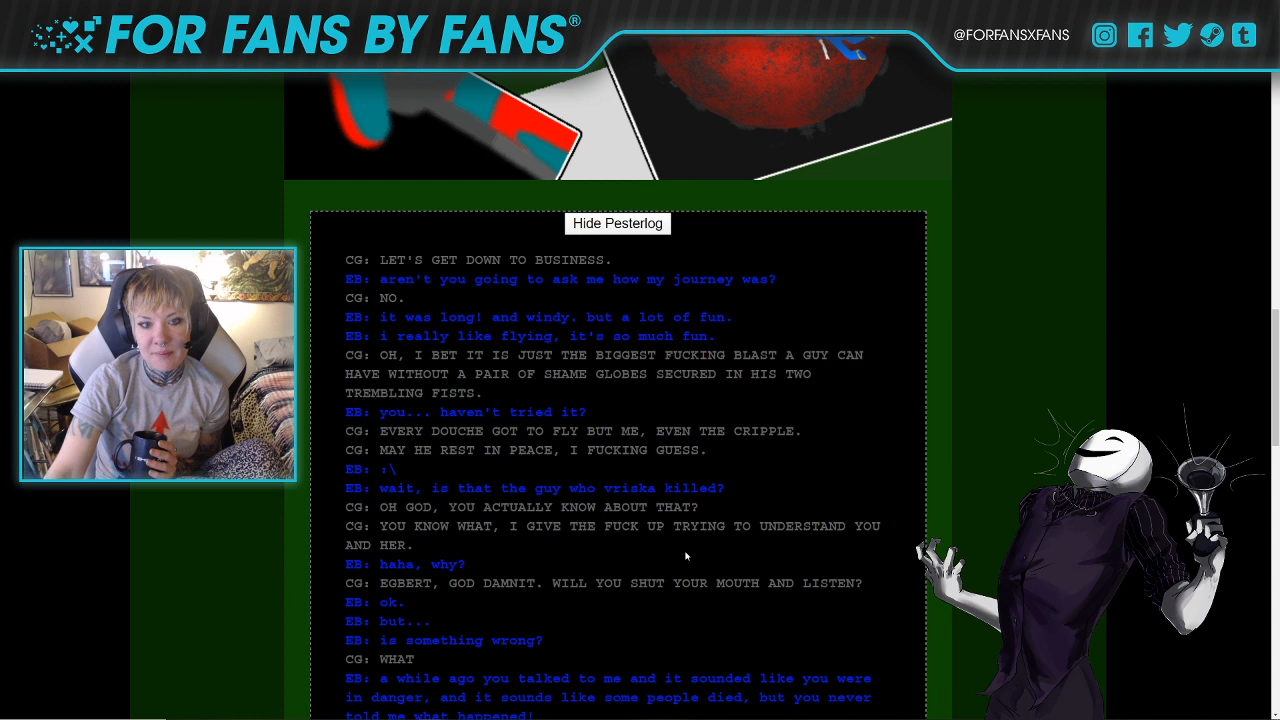 FOR FANS BY FANS®
@FORFANSXFANS
Hide Pesterlog
CG: LET'S GET DOWN TO BUSINESS.
EB: aren't you going to ask me how my journey was?
CG: NO.
EB: it was long! and windy. but a lot of fun.
EB: i really like flying, it's so much fun.
CG: OH, I BET IT IS JUST THE BIGGEST FUCKING BLAST A GUY CAN
HAVE WITHOUT A PAIR OF SHAME GLOBES SECURED IN HIS TWO
TREMBLING FISTS.
EB: you... haven't tried it?
CG: EVERY DOUCHE GOT TO FLY BUT ME, EVEN THE CRIPPLE.
CG: MAY HE REST IN PEACE, I FUCKING GUESS.
EB: :\
EB: wait, is that the guy who vriska killed?
CG: OH GOD, YOU ACTUALLY KNOW ABOUT THAT?
CG: YOU KNOW WHAT, I GIVE THE FUCK UP TRYING TO UNDERSTAND YOU
AND HER.
EB: haha, why?
CG: EGBERT, GOD DAMNIT. WILL YOU SHUT YOUR MOUTH AND LISTEN?
EB: ok.
EB: but...
EB: is something wrong?
CG: WHAT
EB: a while ago you talked to me and it sounded like you were
in danger, and it sounds like some people died, but you never
told me what happened!